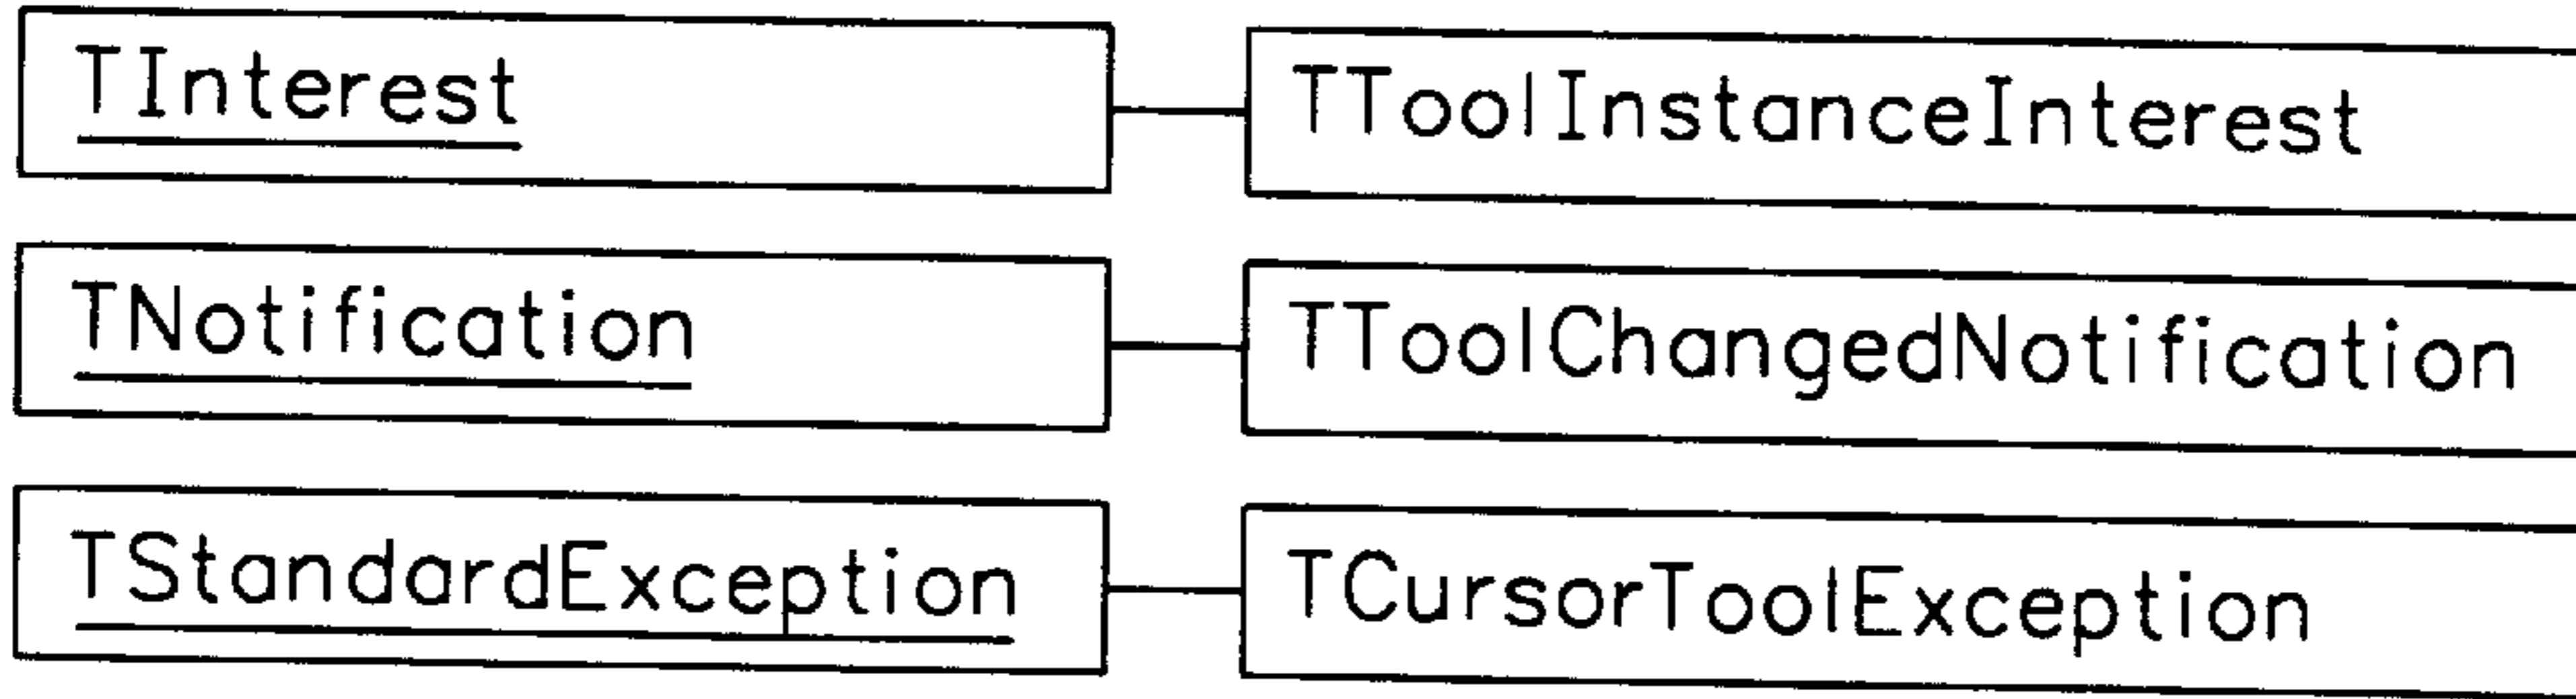 TInterest
TToolInstanceInterest
TNotification
TToolChangedNotification
TStandardException
TCursorToolException